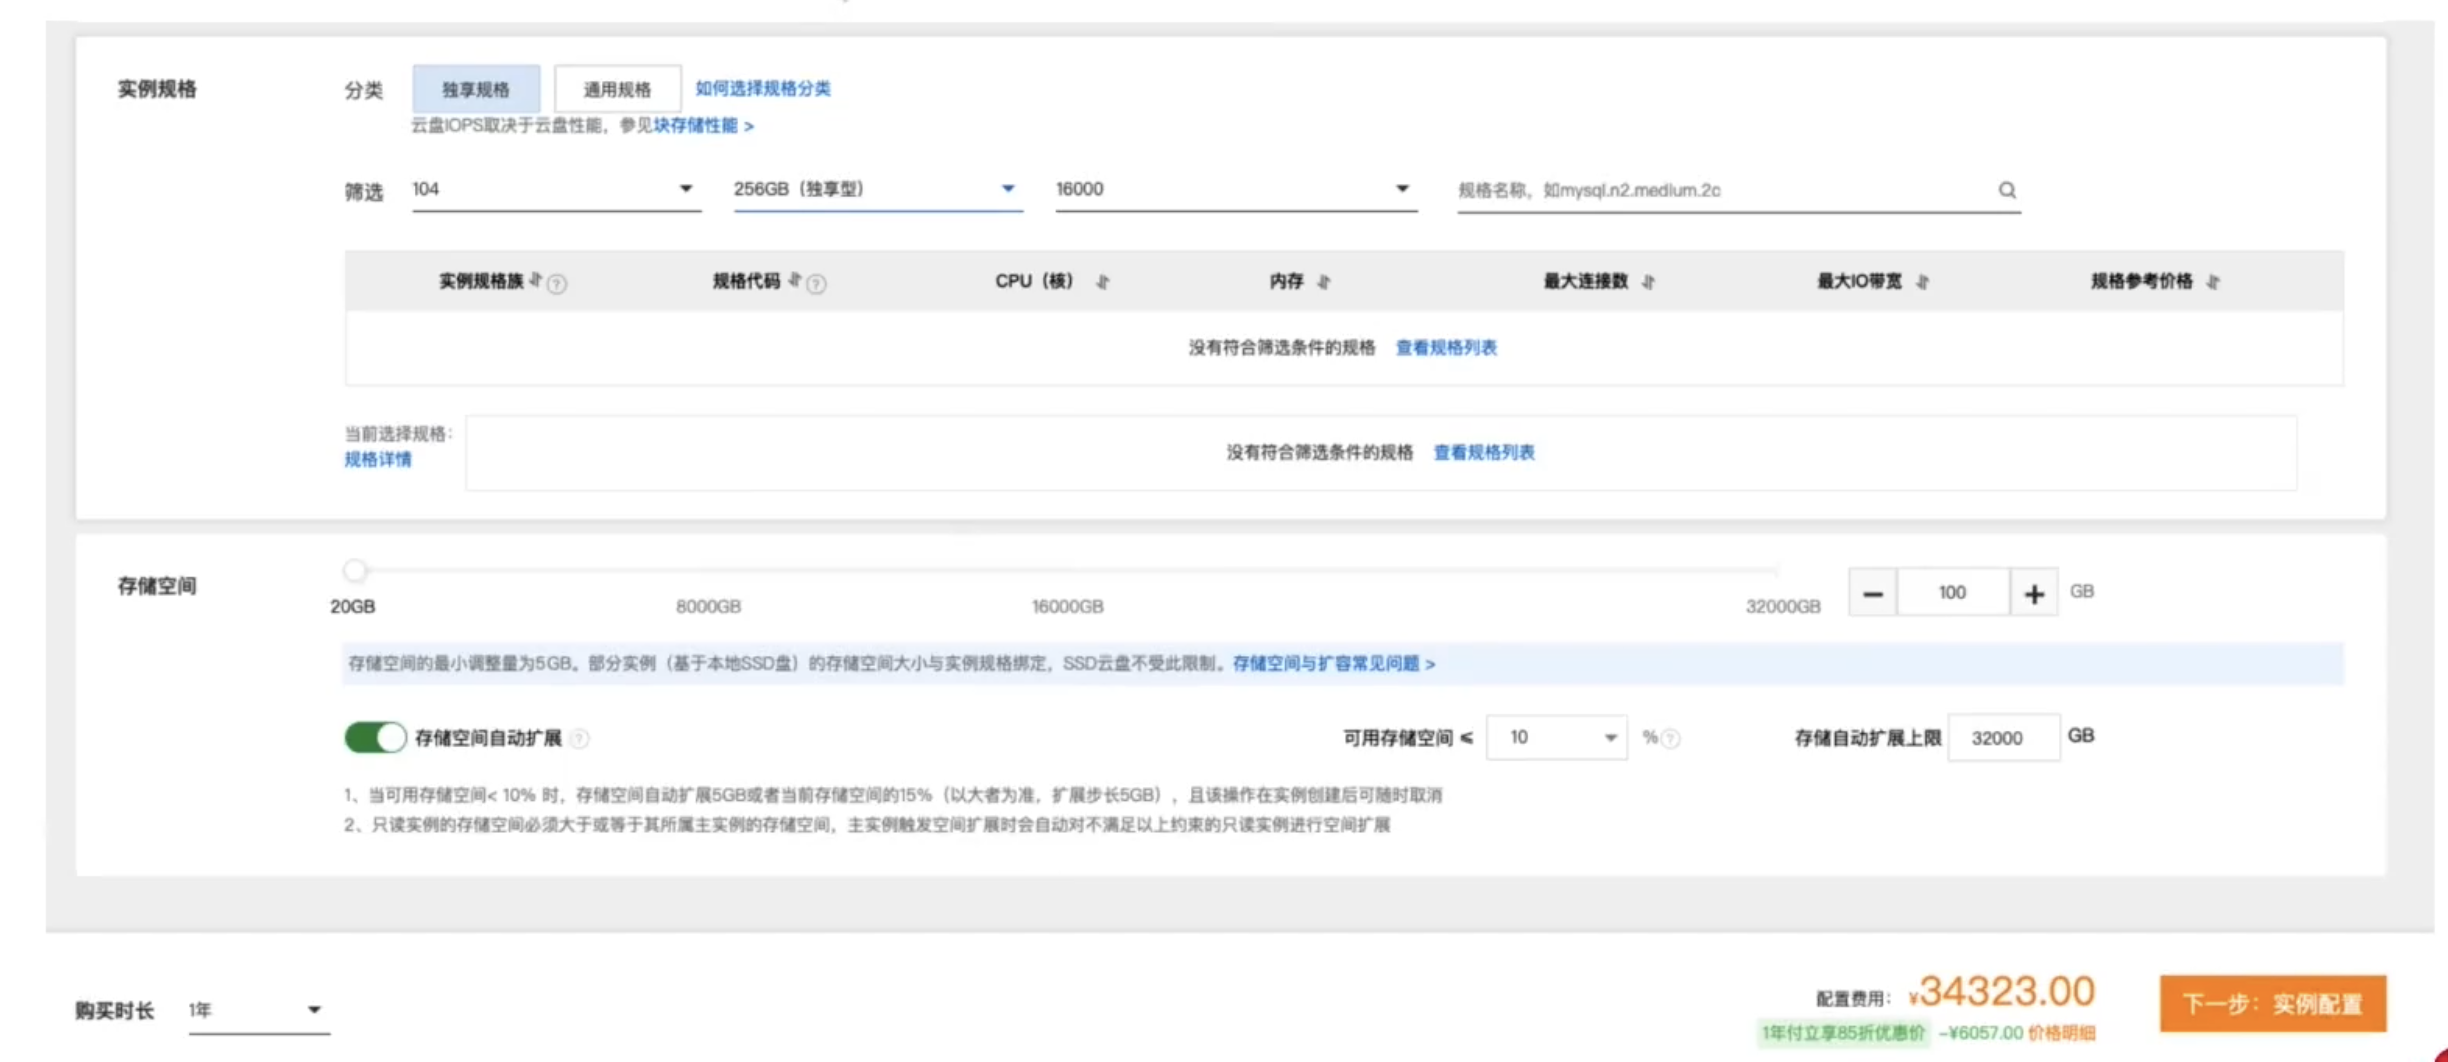 实例规格 分类 独享规格 通用规格 如何选择规格分类
云盘IOPS取决于云盘性能，参见块存储性能 >
筛选 104 256GB（独享型） 16000 规格名称，如mysql.n2.medium.2c
实例规格族 规格代码 CPU（核） 内存 最大连接数 最大IO带宽 规格参考价格
没有符合筛选条件的规格 查看规格列表
当前选择规格：
规格详情
没有符合筛选条件的规格 查看规格列表
存储空间
20GB 8000GB 16000GB 32000GB − 100 + GB
存储空间的最小调整量为5GB。部分实例（基于本地SSD盘）的存储空间大小与实例规格绑定，SSD云盘不受此限制。存储空间与扩容常见问题 >
存储空间自动扩展 可用存储空间 ≤ 10 % 存储自动扩展上限 32000 GB
1、当可用存储空间< 10% 时，存储空间自动扩展5GB或者当前存储空间的15%（以大者为准，扩展步长5GB），且该操作在实例创建后可随时取消
2、只读实例的存储空间必须大于或等于其所属主实例的存储空间，主实例触发空间扩展时会自动对不满足以上约束的只读实例进行空间扩展
购买时长 1年
配置费用：¥34323.00
1年付立享85折优惠价 -¥6057.00 价格明细
下一步：实例配置